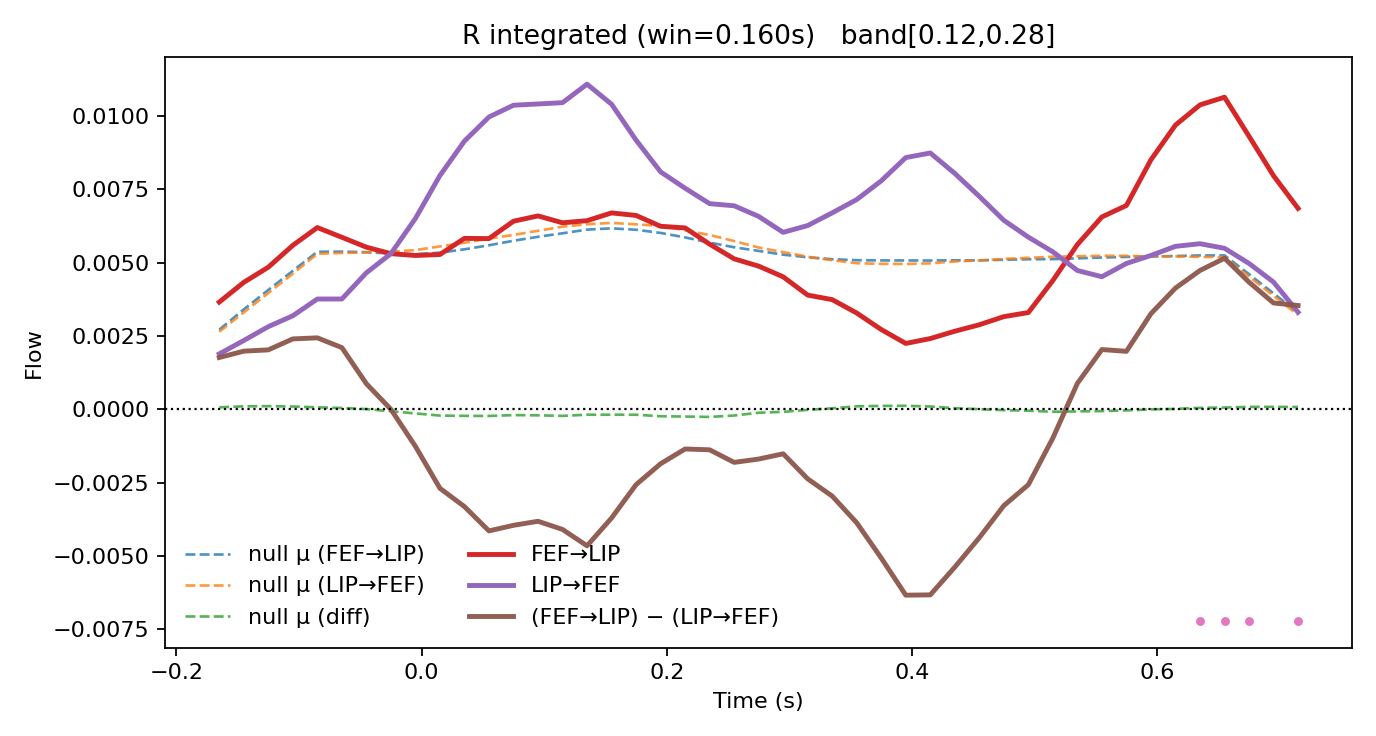 R integrated (win=0.160s)   band[0.12,0.28]
0.0100
0.0075
0.0050
0.0025
0.0000
−0.0025
−0.0050
−0.0075
Flow
null μ (FEF→LIP)
null μ (LIP→FEF)
null μ (diff)
FEF→LIP
LIP→FEF
(FEF→LIP) − (LIP→FEF)
−0.2 0.0 0.2 0.4 0.6
Time (s)